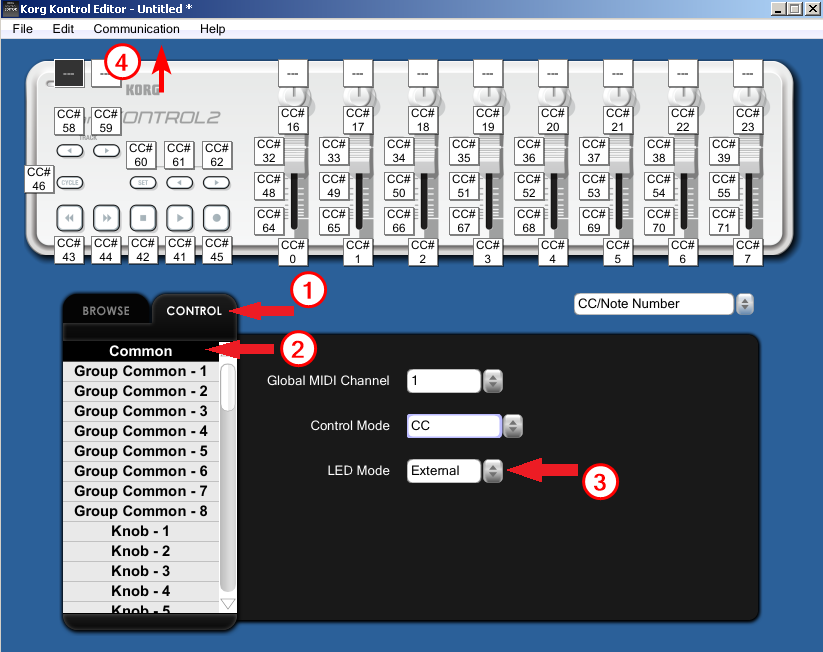 Korg Kontrol Editor - Untitled *
File Edit Communication Help
4
--- --- --- --- --- --- --- --- --- ---
KORG
CC# 58 CC# 59 CC# 16 CC# 17 CC# 18 CC# 19 CC# 20 CC# 21 CC# 22 CC# 23
KONTROL2
TRACK
CC# 60 CC# 61 CC# 62 CC# 32 CC# 33 CC# 34 CC# 35 CC# 36 CC# 37 CC# 38 CC# 39
CC# 46 CYCLE SET CC# 48 CC# 49 CC# 50 CC# 51 CC# 52 CC# 53 CC# 54 CC# 55
CC# 64 CC# 65 CC# 66 CC# 67 CC# 68 CC# 69 CC# 70 CC# 71
CC# 43 CC# 44 CC# 42 CC# 41 CC# 45 CC# 0 CC# 1 CC# 2 CC# 3 CC# 4 CC# 5 CC# 6 CC# 7
1
BROWSE CONTROL
CC/Note Number
2
Common
Group Common - 1
Group Common - 2
Group Common - 3
Group Common - 4
Group Common - 5
Group Common - 6
Group Common - 7
Group Common - 8
Knob - 1
Knob - 2
Knob - 3
Knob - 4
Knob - 5
Global MIDI Channel 1
Control Mode CC
LED Mode External
3